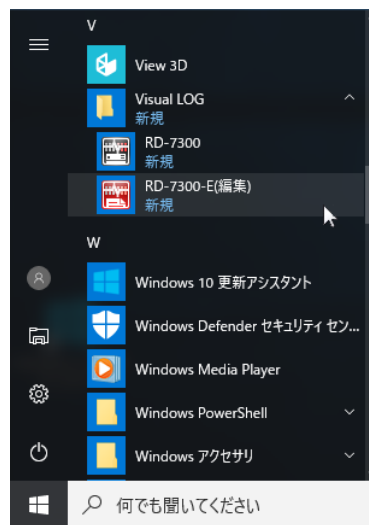 V
View 3D
Visual LOG
新規
RD-7300
新規
RD-7300-E(編集)
新規
W
Windows 10 更新アシスタント
Windows Defender セキュリティ セン...
Windows Media Player
Windows PowerShell
Windows アクセサリ
何でも聞いてください